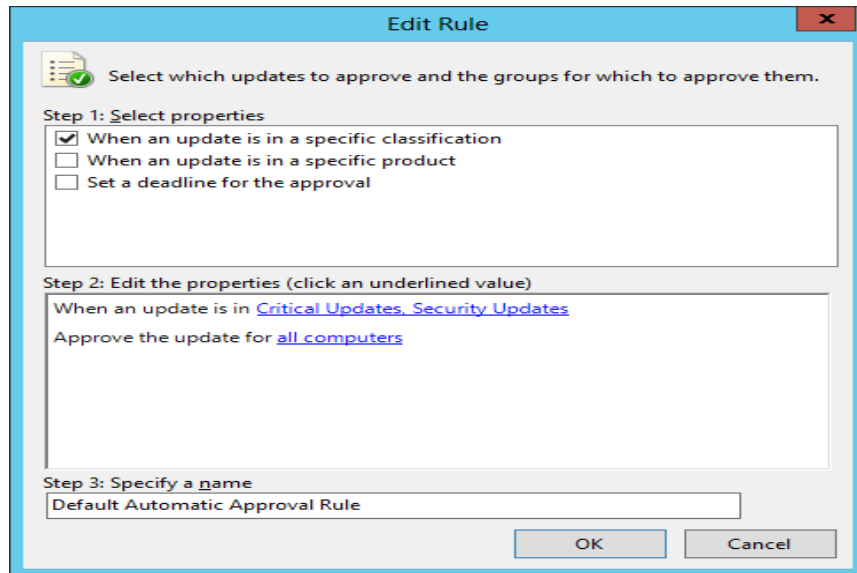 Edit Rule
x
Select which updates to approve and the groups for which to approve them.
Step 1: Select properties
When an update is in a specific classification
When an update is in a specific product
Set a deadline for the approval
Step 2: Edit the properties (click an underlined value)
When an update is in Critical Updates, Security Updates
Approve the update for all computers
Step 3: Specify a name
Default Automatic Approval Rule
OK Cancel